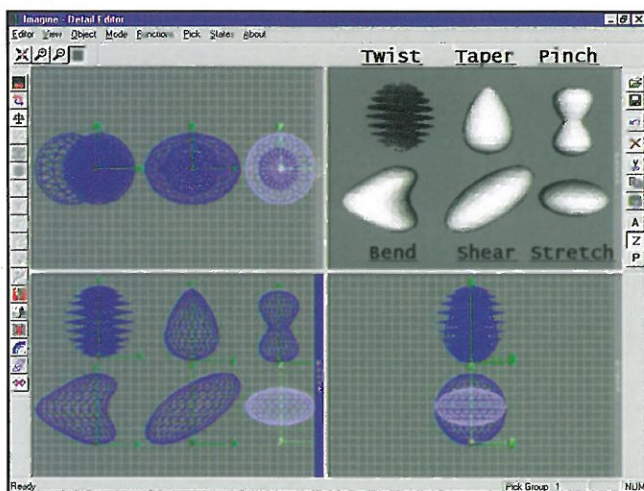 Imagine - Detail Editor
Editor View Object Mode Functions Pick States About
Twist Taper Pinch
Bend Shear Stretch
A
Z
P
Ready
Pick Group 1
NUM